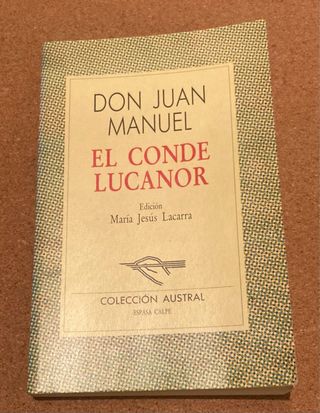 DON JUAN
MANUEL
EL CONDE
LUCANOR
Edición
María Jesús Lacarra
COLECCIÓN AUSTRAL
ESPASA CALPE